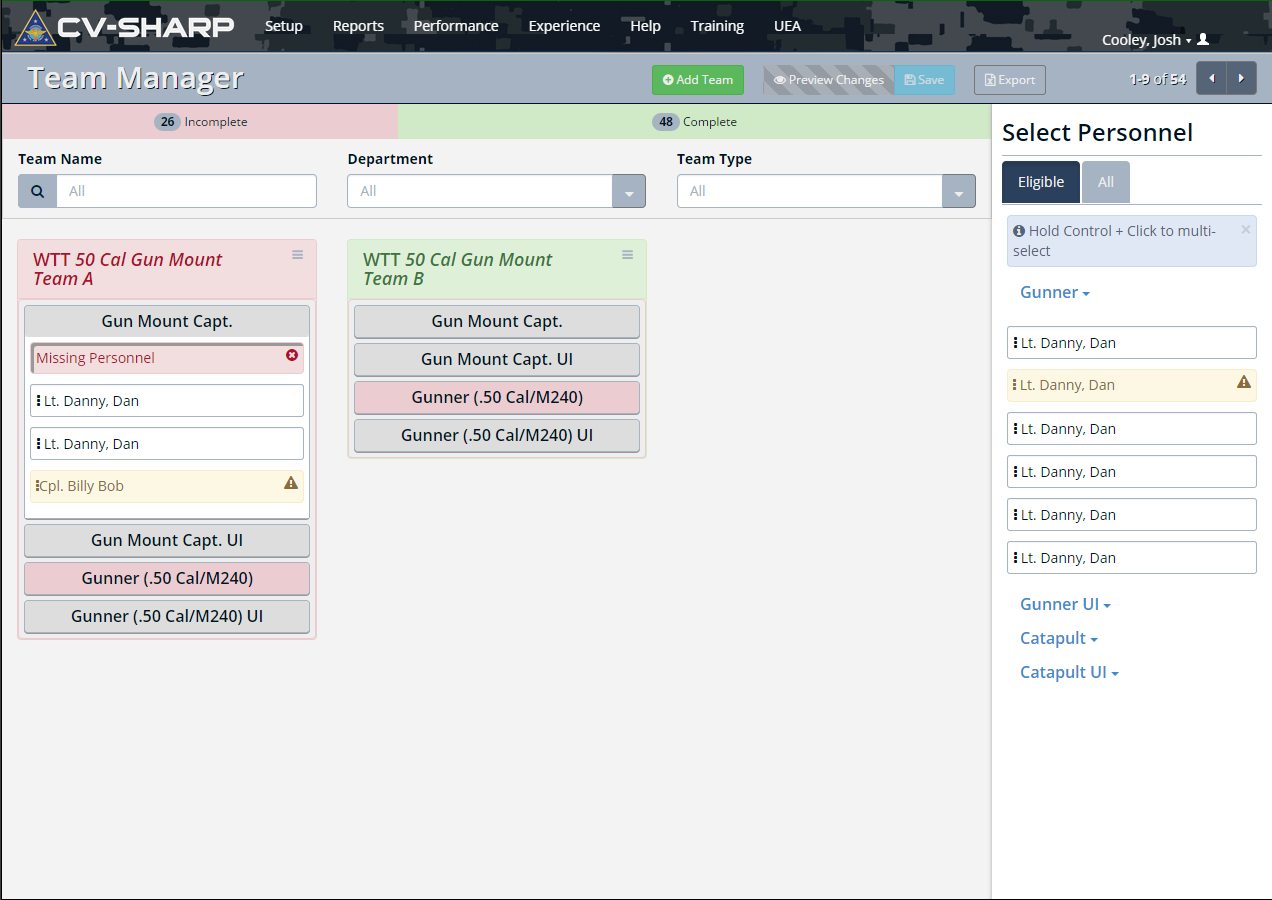 CV-SHARP
Setup Reports Performance Experience Help Training UEA
Cooley, Josh
Team Manager
Add Team Preview Changes Save Export 1-9 of 54
26 Incomplete 48 Complete
Team Name Department Team Type
All All All
WTT 50 Cal Gun Mount
Team A
Gun Mount Capt.
Missing Personnel
Lt. Danny, Dan
Lt. Danny, Dan
Cpl. Billy Bob
Gun Mount Capt. UI
Gunner (.50 Cal/M240)
Gunner (.50 Cal/M240) UI
WTT 50 Cal Gun Mount
Team B
Gun Mount Capt.
Gun Mount Capt. UI
Gunner (.50 Cal/M240)
Gunner (.50 Cal/M240) UI
Select Personnel
Eligible All
Hold Control + Click to multi-
select
Gunner
Lt. Danny, Dan
Lt. Danny, Dan
Lt. Danny, Dan
Lt. Danny, Dan
Lt. Danny, Dan
Lt. Danny, Dan
Gunner UI
Catapult
Catapult UI